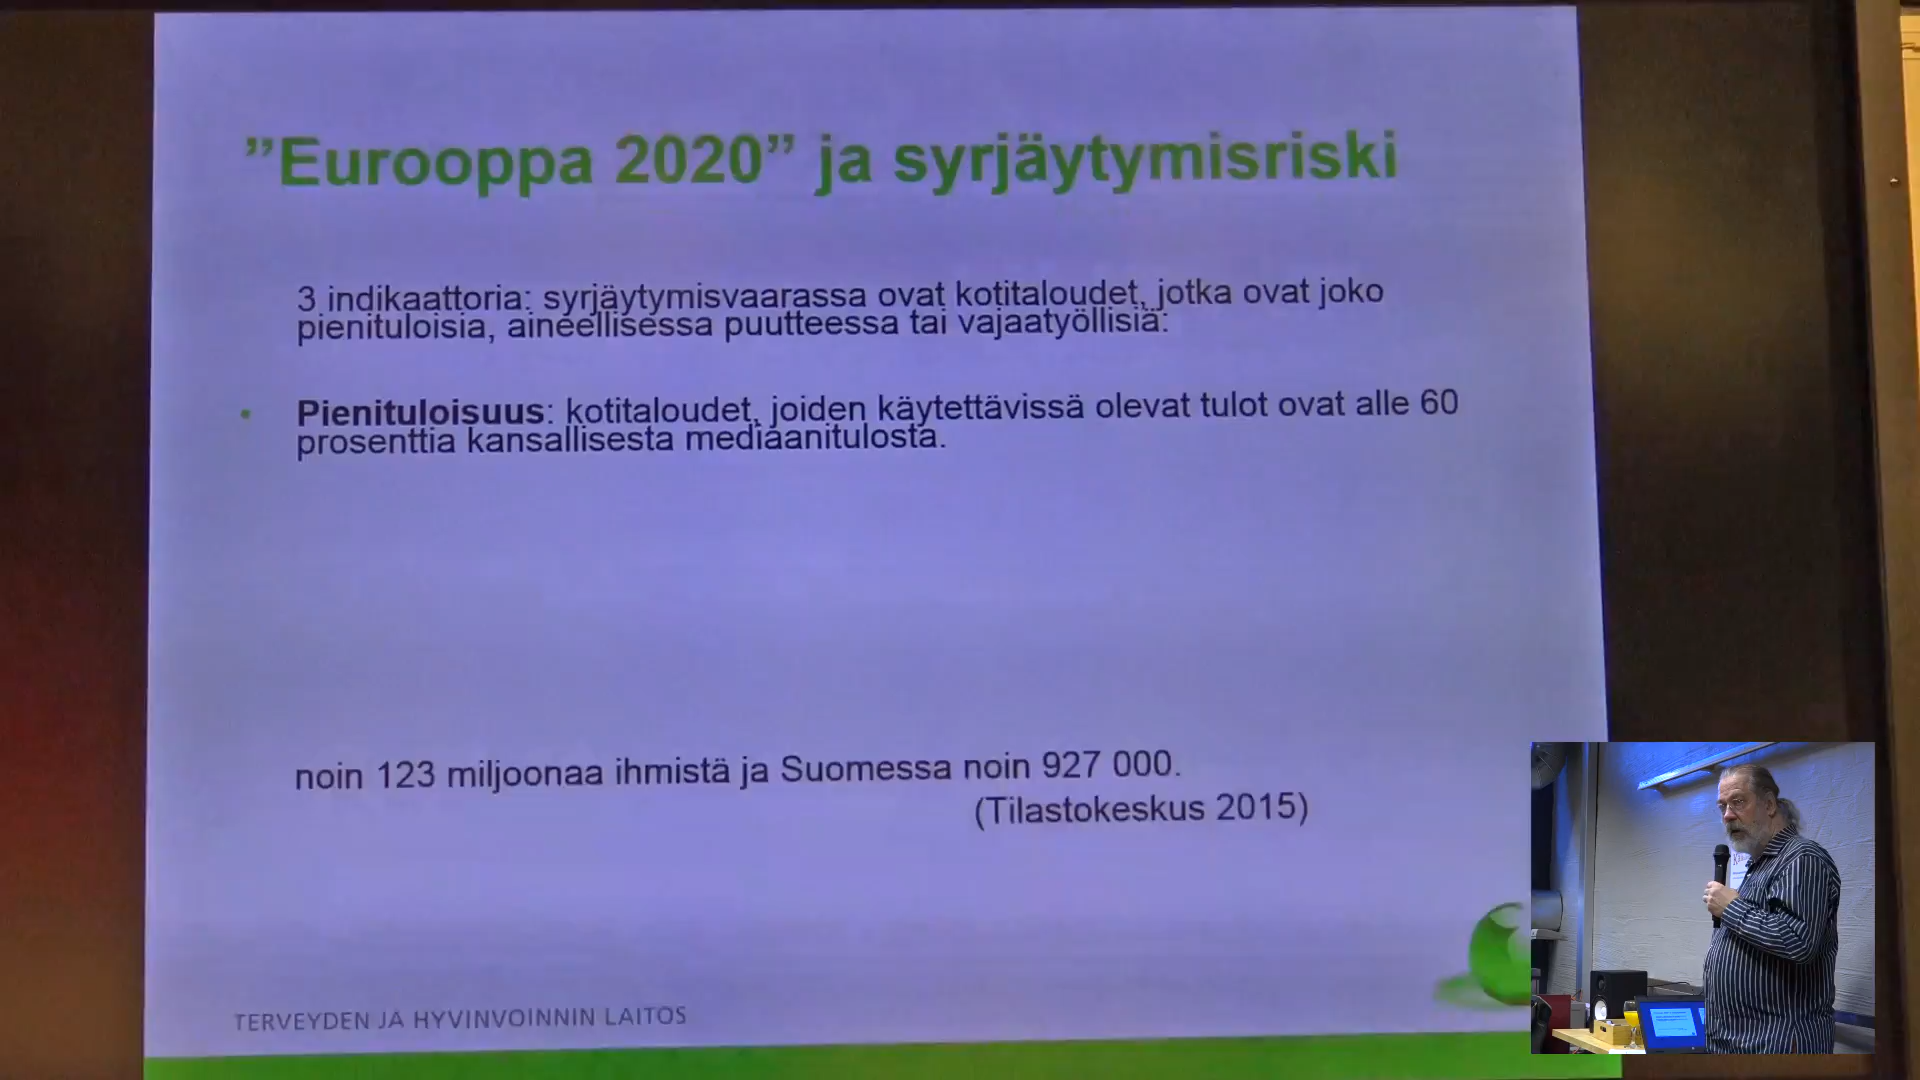 ”Eurooppa 2020” ja syrjäytymisriski
3 indikaattoria: syrjäytymisvaarassa ovat kotitaloudet, jotka ovat joko
pienituloisia, aineellisessa puutteessa tai vajaatyöllisiä:
• Pienituloisuus: kotitaloudet, joiden käytettävissä olevat tulot ovat alle 60
prosenttia kansallisesta mediaanitulosta.
noin 123 miljoonaa ihmistä ja Suomessa noin 927 000.
(Tilastokeskus 2015)
TERVEYDEN JA HYVINVOINNIN LAITOS